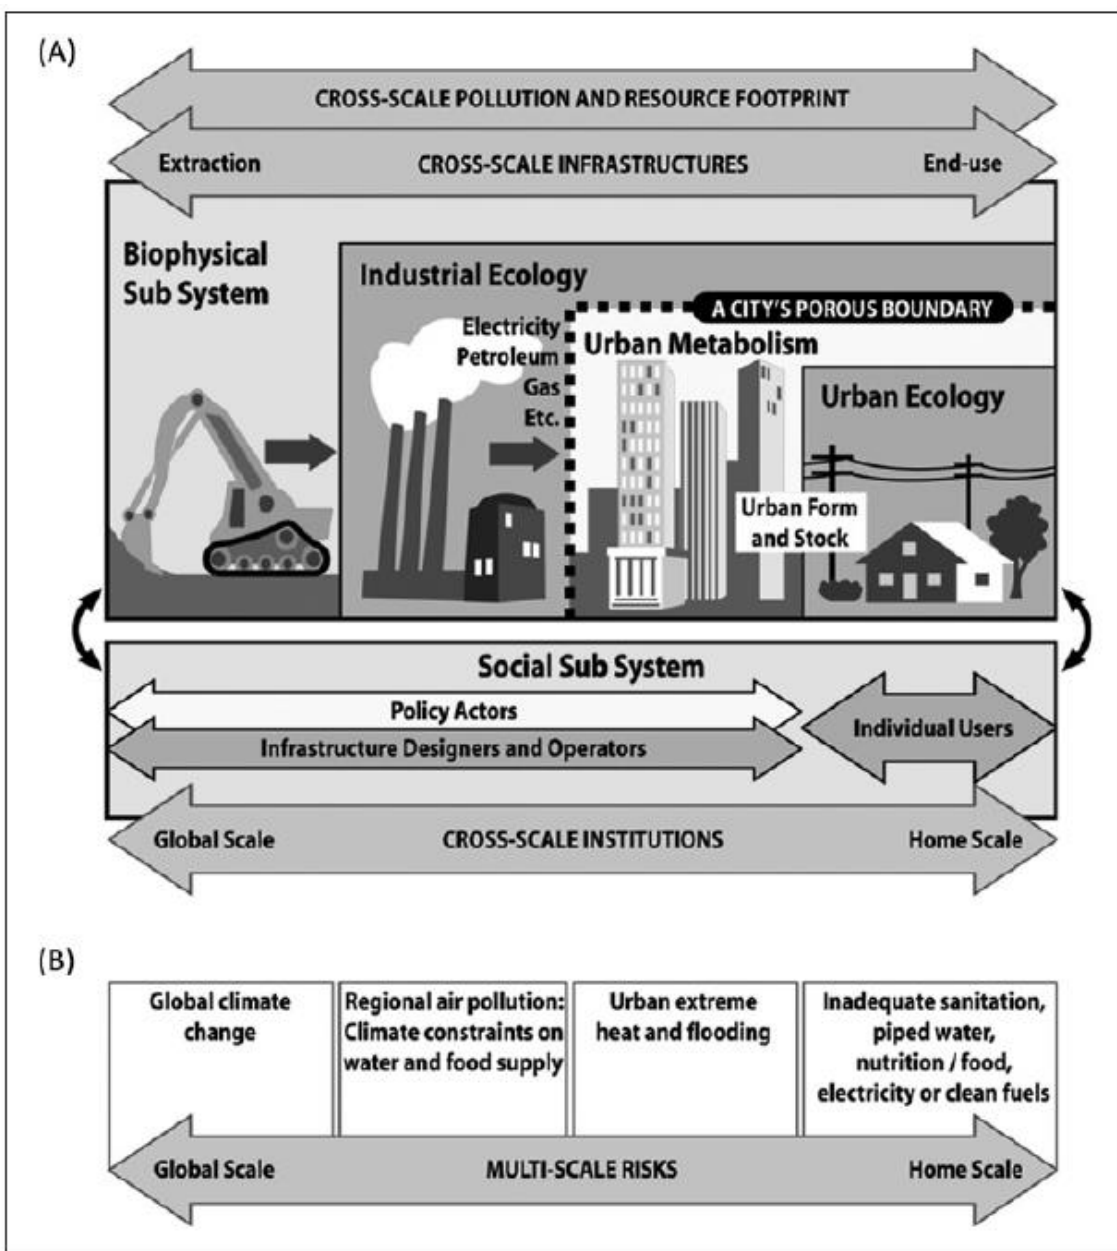 (A)
CROSS-SCALE POLLUTION AND RESOURCE FOOTPRINT
Extraction
CROSS-SCALE INFRASTRUCTURES
End-use
Biophysical
Sub System
Industrial Ecology
A CITY'S POROUS BOUNDARY
Electricity
Petroleum
Gas
Etc.
Urban Metabolism
Urban Ecology
Urban Form
and Stock
Social Sub System
Policy Actors
Infrastructure Designers and Operators
Individual Users
Global Scale
CROSS-SCALE INSTITUTIONS
Home Scale
(B)
Global climate
change
Regional air pollution:
Climate constraints on
water and food supply
Urban extreme
heat and flooding
Inadequate sanitation,
piped water,
nutrition / food,
electricity or clean fuels
Global Scale
MULTI-SCALE RISKS
Home Scale